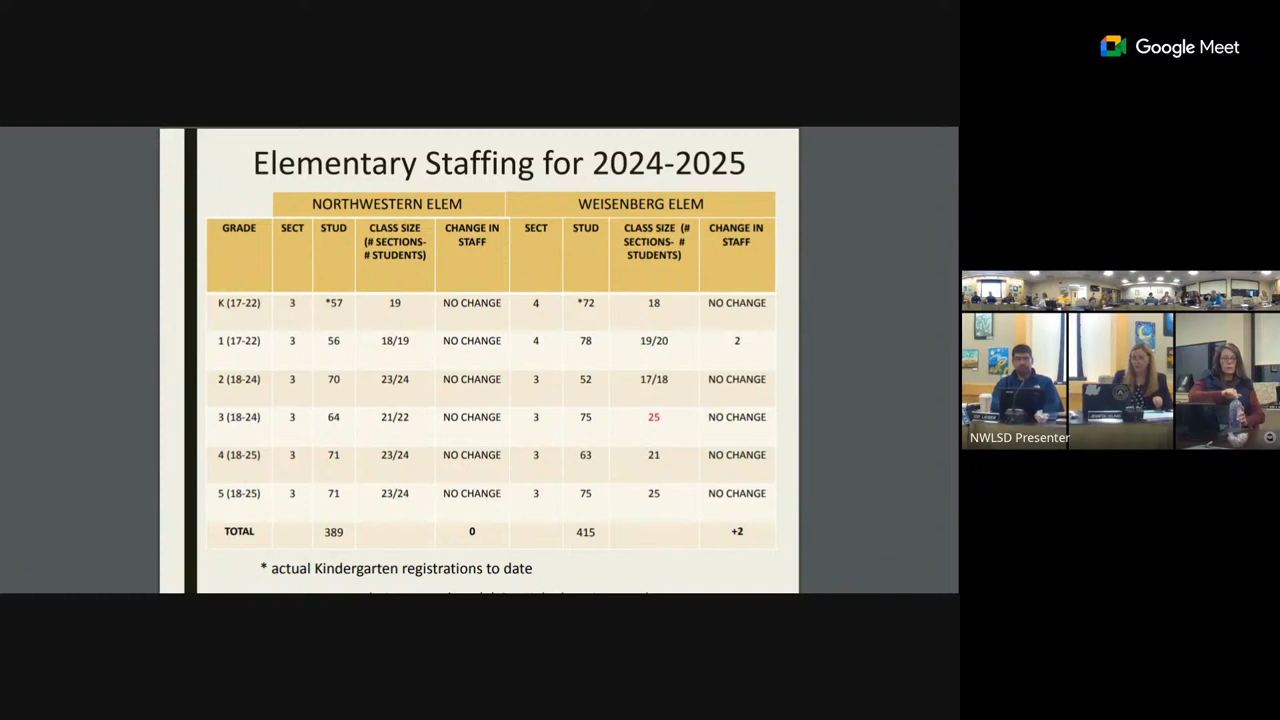 Google Meet
Elementary Staffing for 2024-2025
NORTHWESTERN ELEM WEISENBERG ELEM
GRADE SECT STUD CLASS SIZE (# SECTIONS- # STUDENTS) CHANGE IN STAFF SECT STUD CLASS SIZE (# SECTIONS- # STUDENTS) CHANGE IN STAFF
K (17-22) 3 *57 19 NO CHANGE 4 *72 18 NO CHANGE
1 (17-22) 3 56 18/19 NO CHANGE 4 78 19/20 2
2 (18-24) 3 70 23/24 NO CHANGE 3 52 17/18 NO CHANGE
3 (18-24) 3 64 21/22 NO CHANGE 3 75 25 NO CHANGE
4 (18-25) 3 71 23/24 NO CHANGE 3 63 21 NO CHANGE
5 (18-25) 3 71 23/24 NO CHANGE 3 75 25 NO CHANGE
TOTAL 389 0 415 +2
* actual Kindergarten registrations to date
NWLSD Presenter